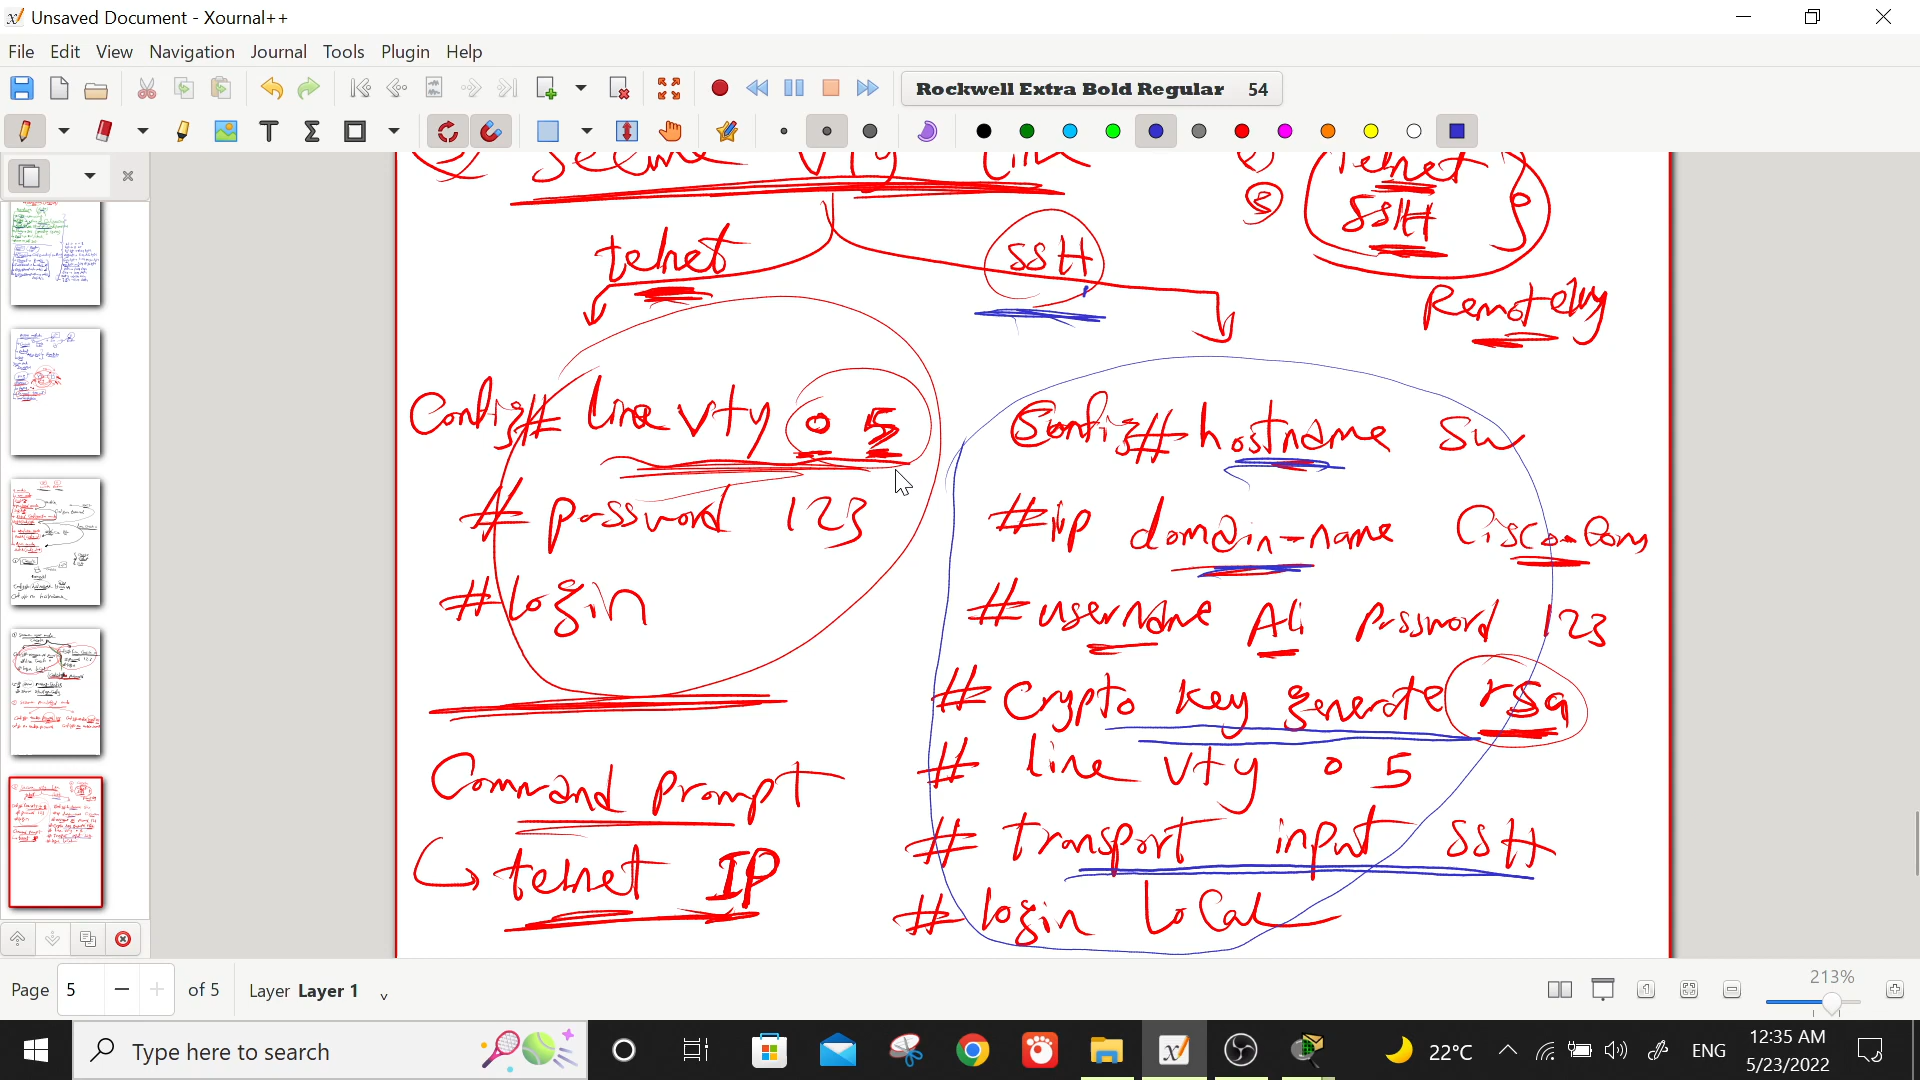 Unsaved Document - Xournal++
File Edit View Navigation Journal Tools Plugin Help
Rockwell Extra Bold Regular 54
vty line
telnet
SSH
telnet
SSH
Remotely
Config# line vty 0 5
# password 123
# login
Command prompt
telnet IP
Config# hostname SW
# ip domain-name Cisco.Com
# username Ali password 123
# Crypto key generate rsa
# line vty 0 5
# transport input SSH
# login local
Page 5 of 5 Layer Layer 1
213%
Type here to search
22°C
ENG
12:35 AM
5/23/2022